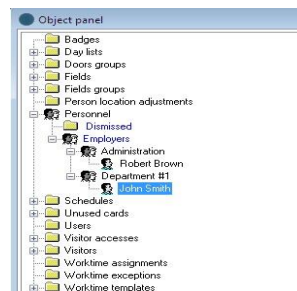 Object panel
Badges
Day lists
Doors groups
Fields
Fields groups
Person location adjustments
Personnel
Dismissed
Employers
Administration
Robert Brown
Department #1
John Smith
Schedules
Unused cards
Users
Visitor accesses
Visitors
Worktime assignments
Worktime exceptions
Worktime templates